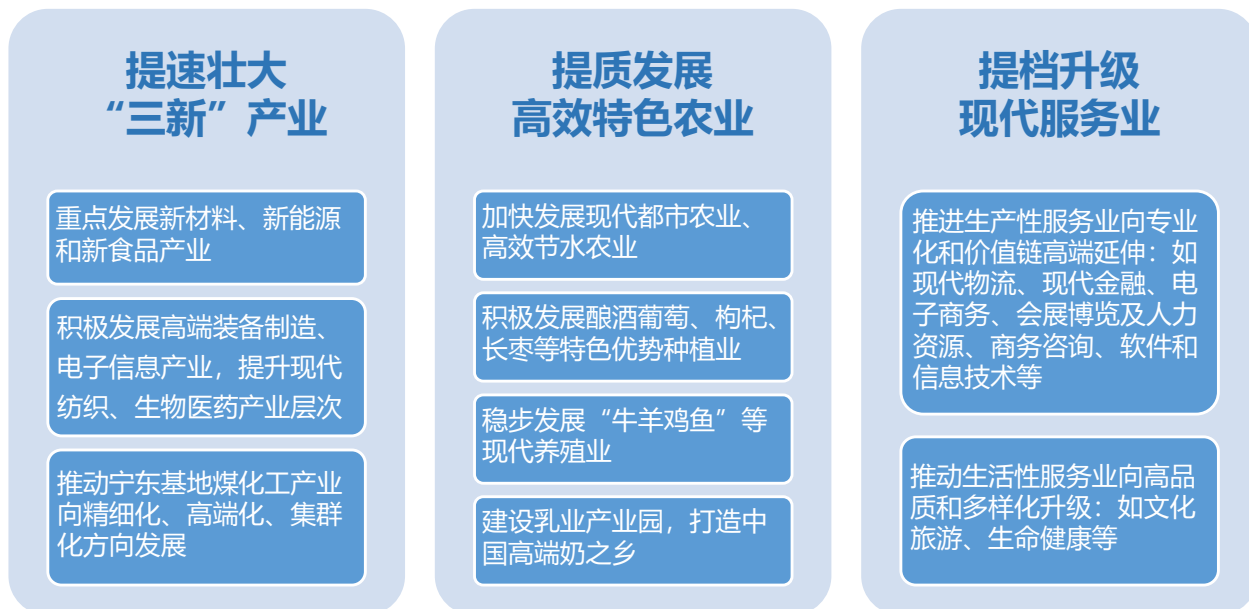 提速壮大
“三新”产业
重点发展新材料、新能源
和新食品产业
积极发展高端装备制造、
电子信息产业，提升现代
纺织、生物医药产业层次
推动宁东基地煤化工产业
向精细化、高端化、集群
化方向发展
提质发展
高效特色农业
加快发展现代都市农业、
高效节水农业
积极发展酿酒葡萄、枸杞、
长枣等特色优势种植业
稳步发展“牛羊鸡鱼”等
现代养殖业
建设乳业产业园，打造中
国高端奶之乡
提档升级
现代服务业
推进生产性服务业向专业
化和价值链高端延伸：如
现代物流、现代金融、电
子商务、会展博览及人力
资源、商务咨询、软件和
信息技术等
推动生活性服务业向高品
质和多样化升级：如文化
旅游、生命健康等